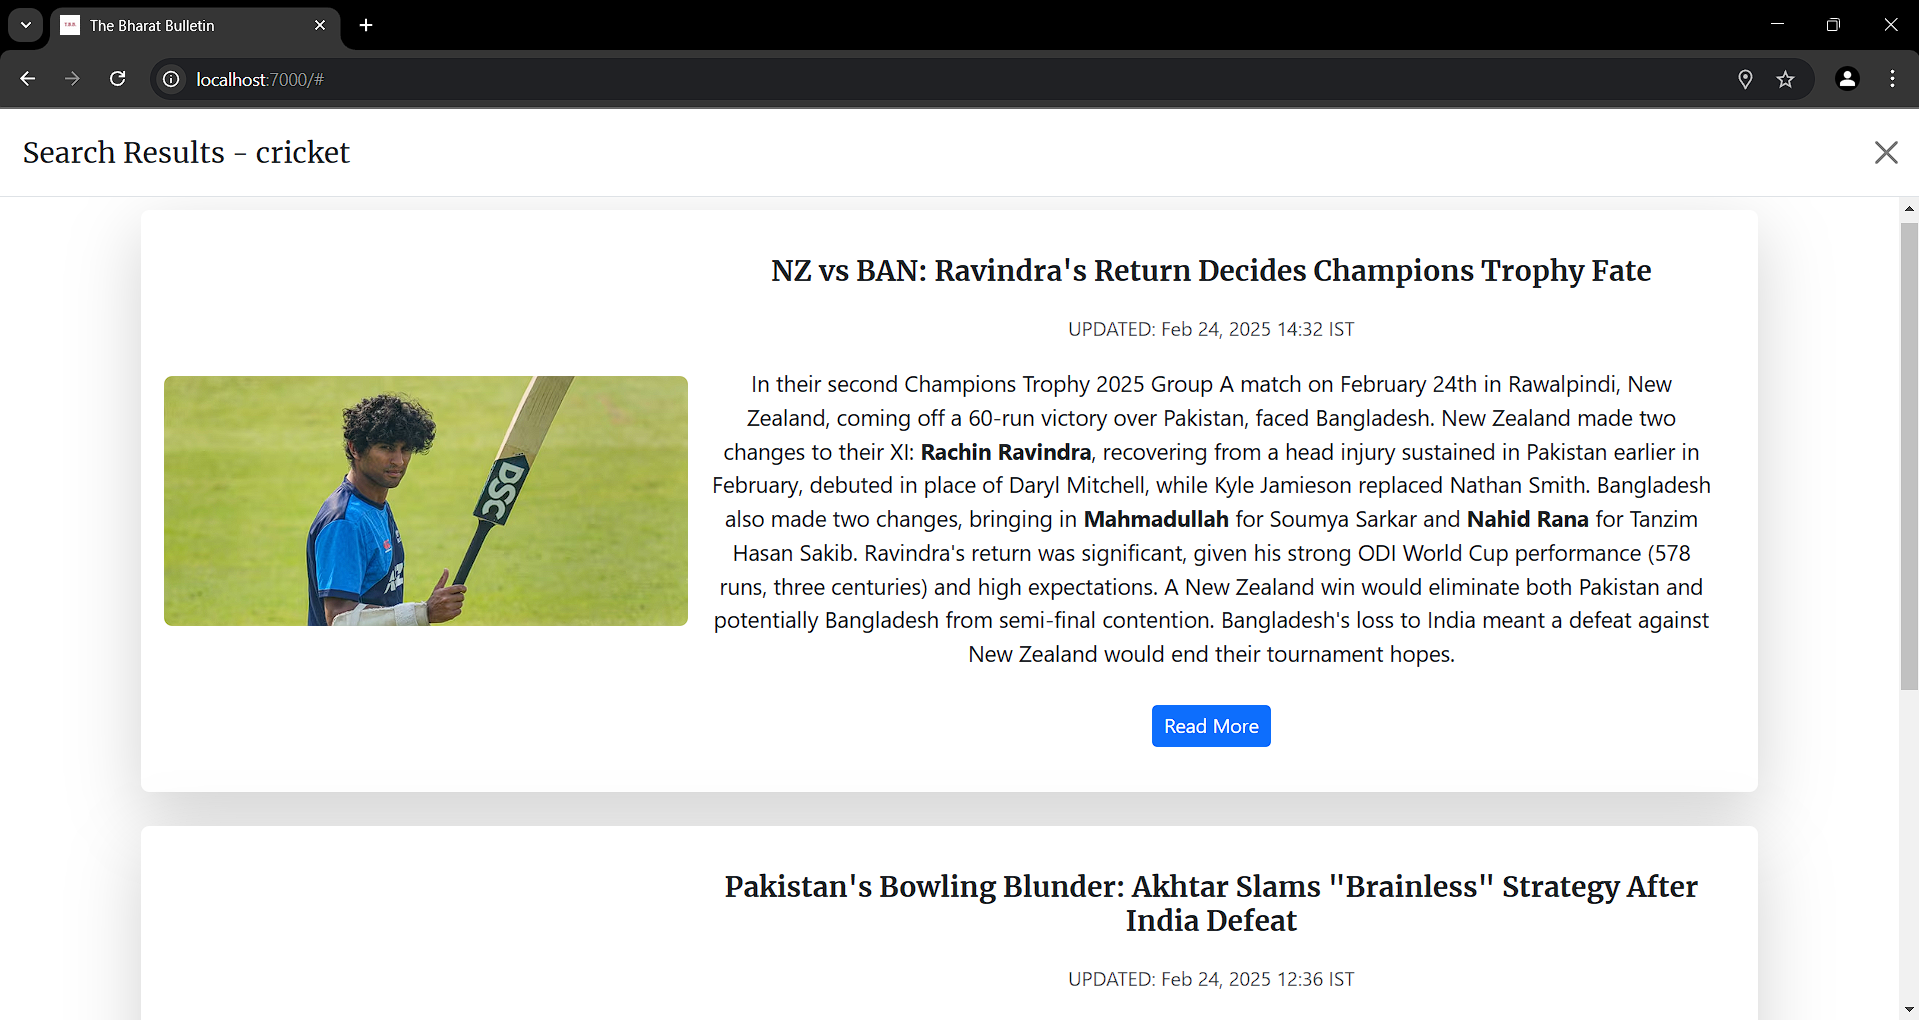 The Bharat Bulletin
localhost:7000/#
Search Results - cricket
NZ vs BAN: Ravindra's Return Decides Champions Trophy Fate
UPDATED: Feb 24, 2025 14:32 IST
In their second Champions Trophy 2025 Group A match on February 24th in Rawalpindi, New
Zealand, coming off a 60-run victory over Pakistan, faced Bangladesh. New Zealand made two
changes to their XI: Rachin Ravindra, recovering from a head injury sustained in Pakistan earlier in
February, debuted in place of Daryl Mitchell, while Kyle Jamieson replaced Nathan Smith. Bangladesh
also made two changes, bringing in Mahmadullah for Soumya Sarkar and Nahid Rana for Tanzim
Hasan Sakib. Ravindra's return was significant, given his strong ODI World Cup performance (578
runs, three centuries) and high expectations. A New Zealand win would eliminate both Pakistan and
potentially Bangladesh from semi-final contention. Bangladesh's loss to India meant a defeat against
New Zealand would end their tournament hopes.
DSC
Read More
Pakistan's Bowling Blunder: Akhtar Slams "Brainless" Strategy After
India Defeat
UPDATED: Feb 24, 2025 12:36 IST